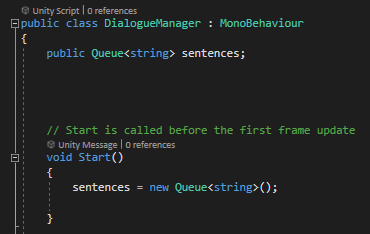 Unity Script | 0 references
public class DialogueManager : MonoBehaviour
{
public Queue<string> sentences;
// Start is called before the first frame update
Unity Message | 0 references
void Start()
{
sentences = new Queue<string>();
}